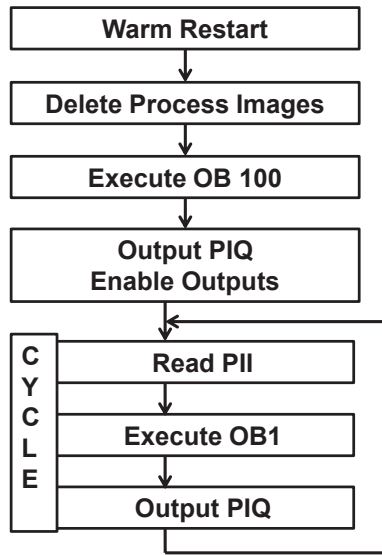 Warm Restart
Delete Process Images
Execute OB 100
Output PIQ
Enable Outputs
C
Y
C
L
E
Read PII
Execute OB1
Output PIQ